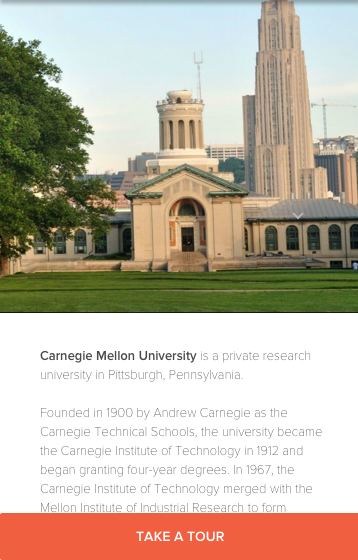 Carnegie Mellon University is a private research
university in Pittsburgh, Pennsylvania.
Founded in 1900 by Andrew Carnegie as the
Carnegie Technical Schools, the university became
the Carnegie Institute of Technology in 1912 and
began granting four-year degrees. In 1967, the
Carnegie Institute of Technology merged with the
Mellon Institute of Industrial Research to form
TAKE A TOUR